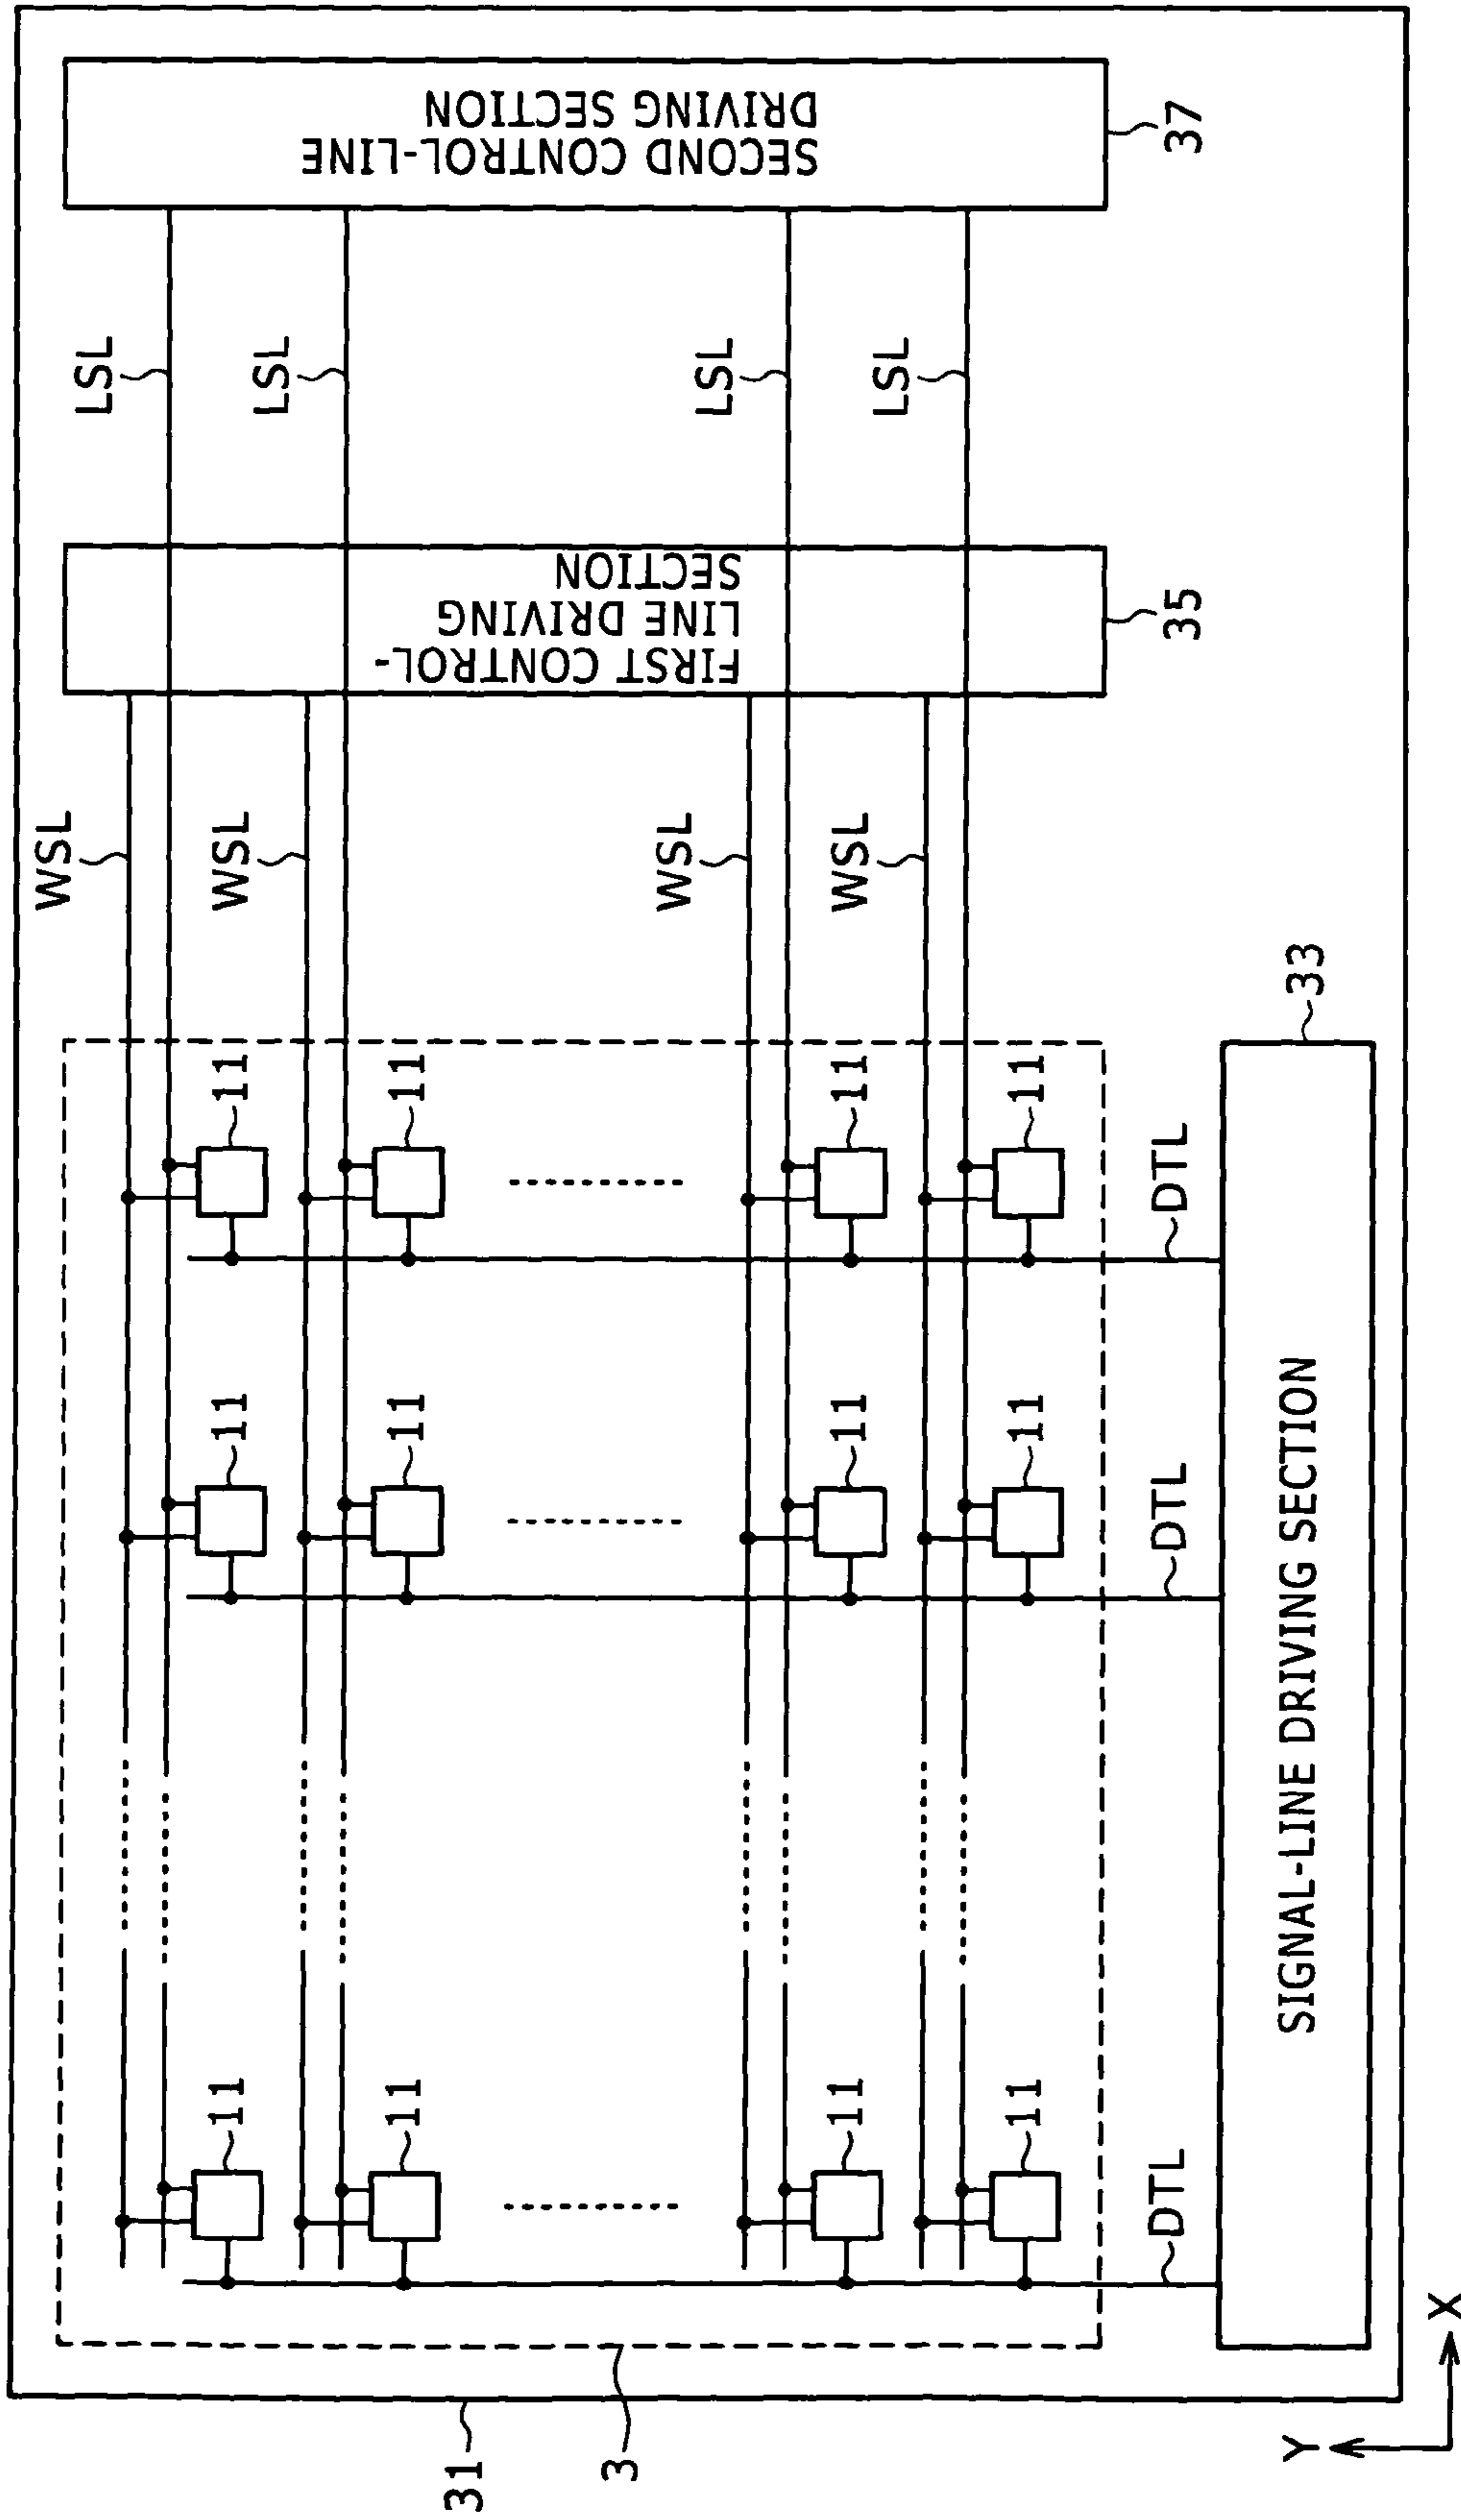 WSL
LSL
11
11
11
WSL
LSL
11
11
11
31
3
WSL
LSL
11
11
11
WSL
LSL
11
11
11
FIRST CONTROL-
LINE DRIVING
SECTION
SECOND CONTROL-LINE
DRIVING SECTION
DTL
DTL
DTL
35
37
SIGNAL-LINE DRIVING SECTION
33
Y
X